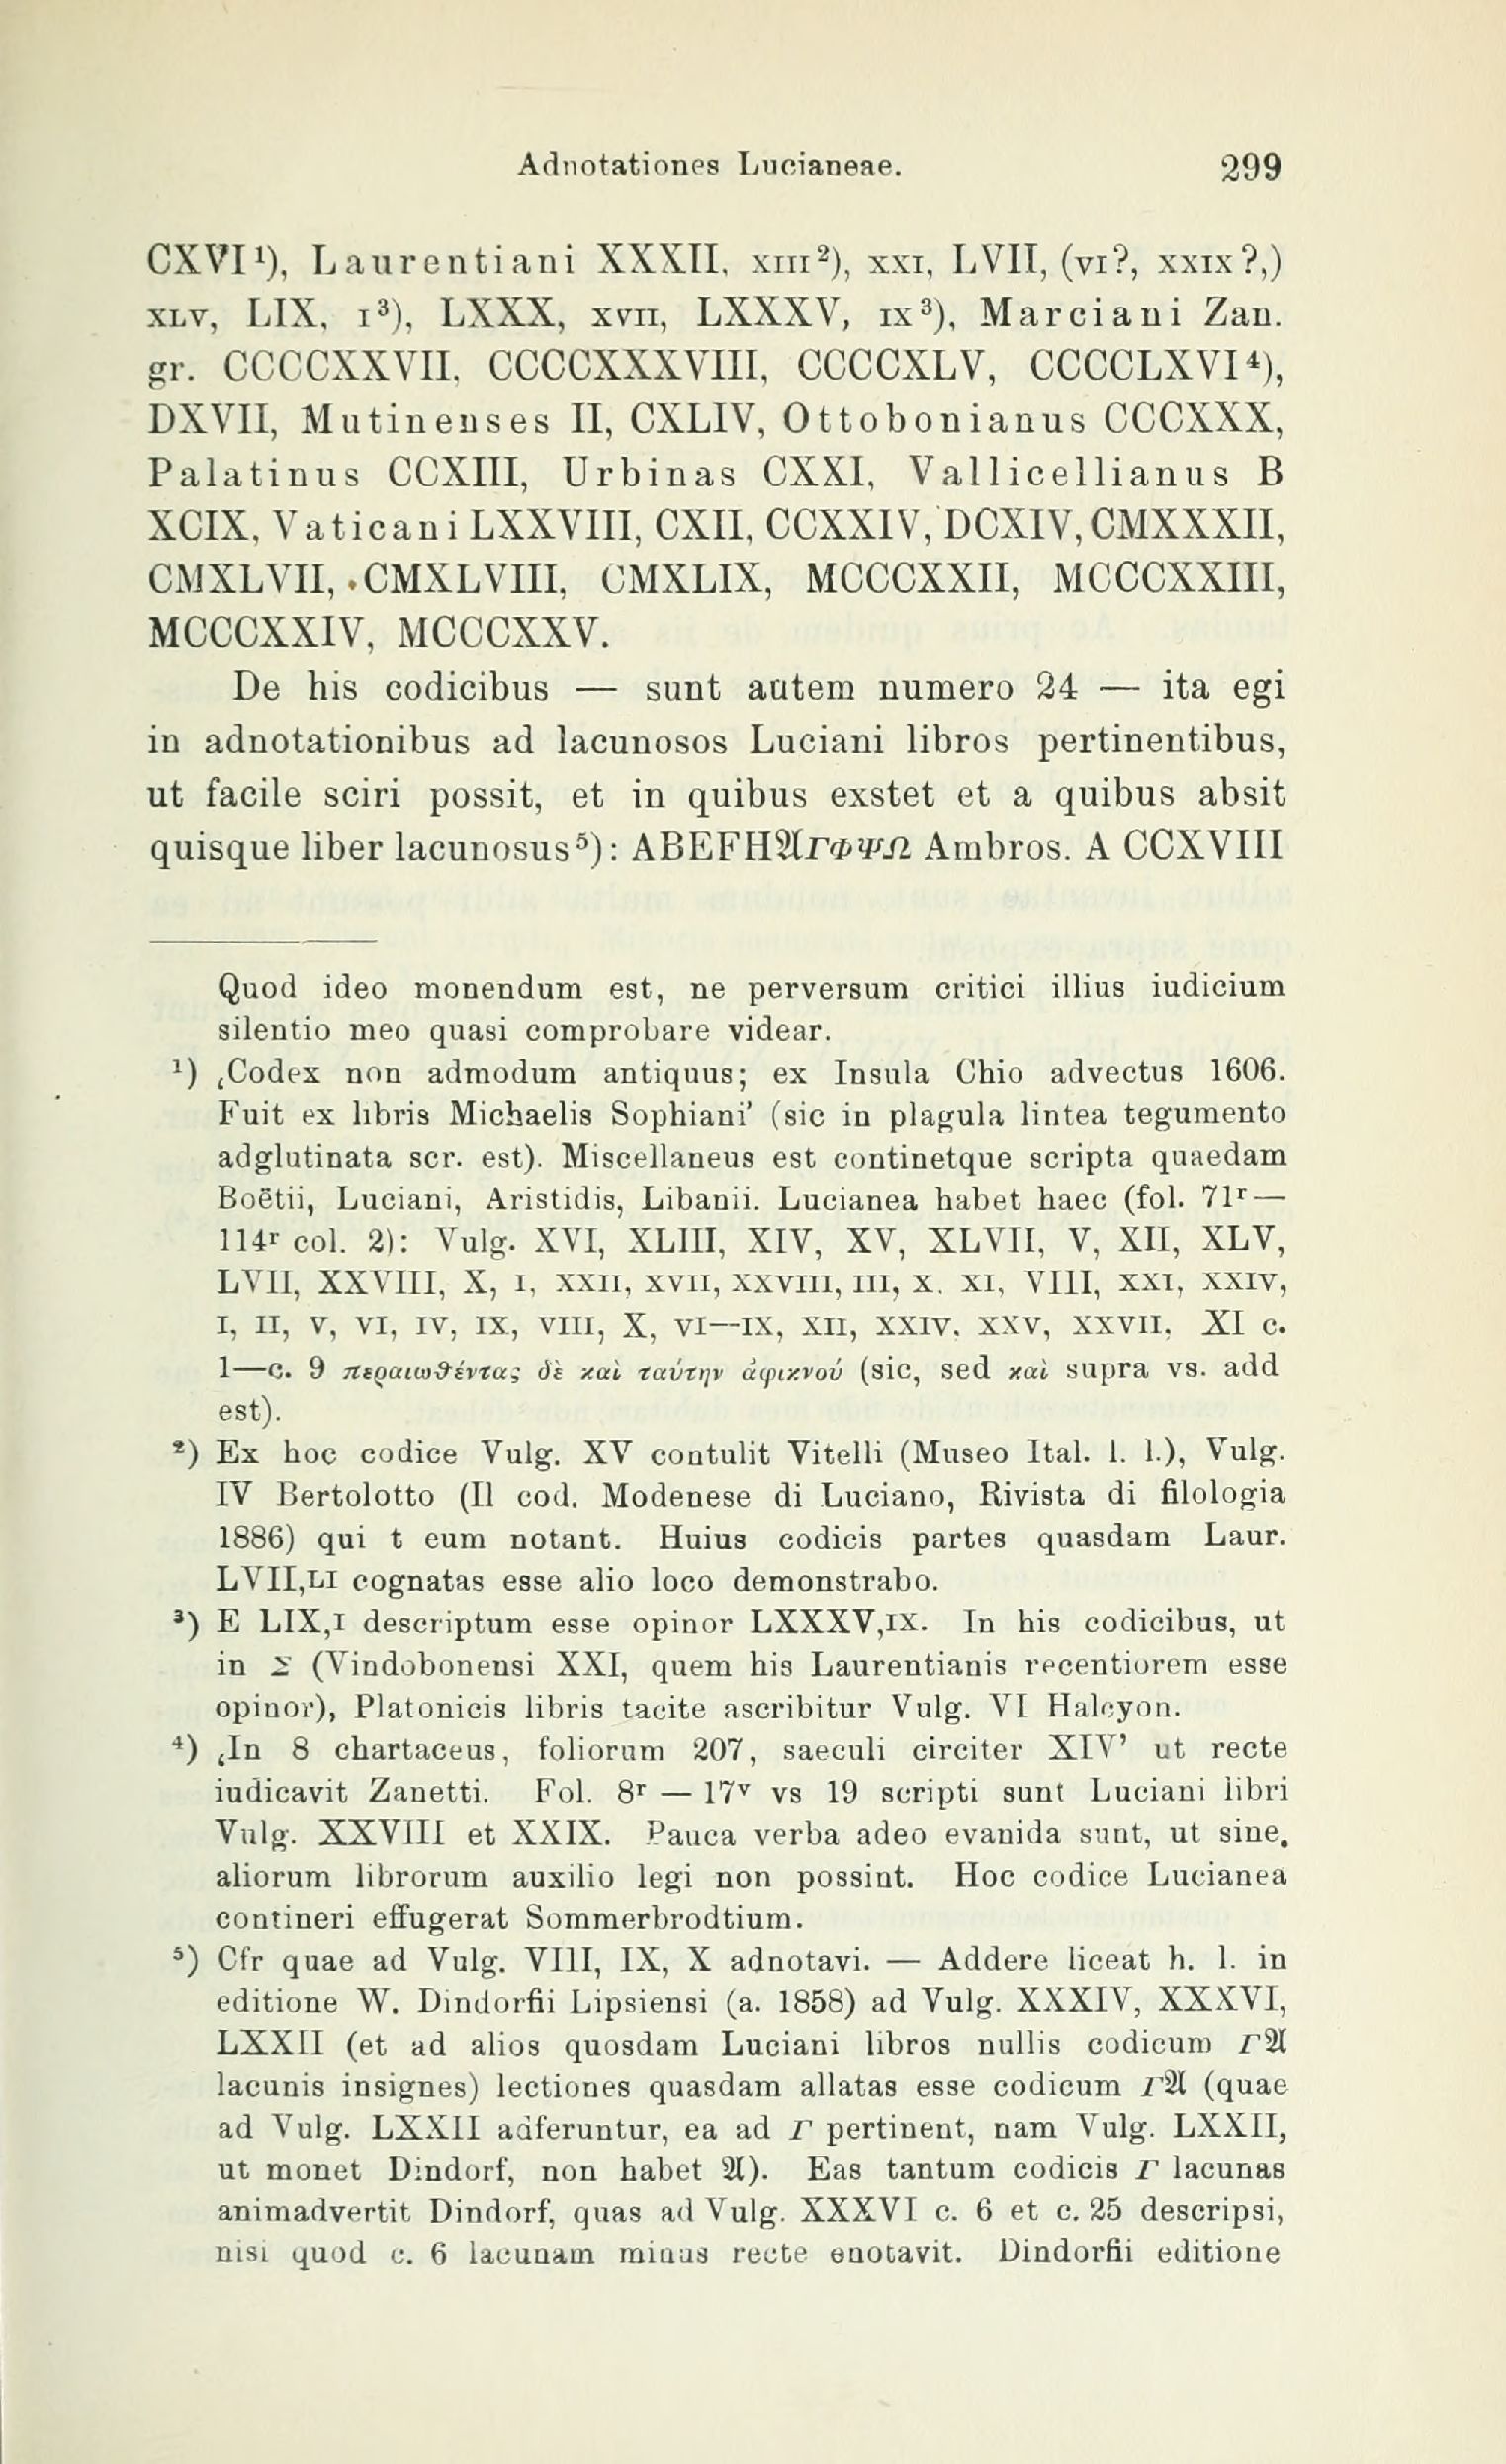 Adnotationes Lucianeae. 299
CXVI¹), Laurentiani XXXII, xiii²), xxi, LVII, (vi?, xxix?,)
xlv, LIX, i³), LXXX, xvii, LXXXV, ix³), Marciani Zan.
gr. CCCCXXVII, CCCCXXXVIII, CCCCXLV, CCCCLXVI⁴),
DXVII, Mutinenses II, CXLIV, Ottobonianus CCCXXX,
Palatinus CCXIII, Urbinas CXXI, Vallicellianus B
XCIX, Vaticani LXXVIII, CXII, CCXXIV, DCXIV, CMXXXII,
CMXLVII, CMXLVIII, CMXLIX, MCCCXXII, MCCCXXIII,
MCCCXXIV, MCCCXXV.
De his codicibus — sunt autem numero 24 — ita egi
in adnotationibus ad lacunosos Luciani libros pertinentibus,
ut facile sciri possit, et in quibus exstet et a quibus absit
quisque liber lacunosus⁵): ABEFH𝔄ΓΦΨΩ Ambros. A CCXVIII
Quod ideo monendum est, ne perversum critici illius iudicium
silentio meo quasi comprobare videar.
¹) ‚Codex non admodum antiquus; ex Insula Chio advectus 1606.
Fuit ex libris Michaelis Sophiani’ (sic in plagula lintea tegumento
adglutinata scr. est). Miscellaneus est continetque scripta quaedam
Boëtii, Luciani, Aristidis, Libanii. Lucianea habet haec (fol. 71ʳ—
114ʳ col. 2): Vulg. XVI, XLIII, XIV, XV, XLVII, V, XII, XLV,
LVII, XXVIII, X, i, xxii, xvii, xxviii, iii, x. xi, VIII, xxi, xxiv,
i, ii, v, vi, iv, ix, viii, X, vi—ix, xii, xxiv, xxv, xxvii, XI c.
1—c. 9 περαιωθέντας δὲ καὶ ταύτην ἀφικνοῦ (sic, sed καὶ supra vs. add
est).
²) Ex hoc codice Vulg. XV contulit Vitelli (Museo Ital. l. l.), Vulg.
IV Bertolotto (Il cod. Modenese di Luciano, Rivista di filologia
1886) qui t eum notant. Huius codicis partes quasdam Laur.
LVII,li cognatas esse alio loco demonstrabo.
³) E LIX,i descriptum esse opinor LXXXV,ix. In his codicibus, ut
in Σ (Vindobonensi XXI, quem his Laurentianis recentiorem esse
opinor), Platonicis libris tacite ascribitur Vulg. VI Halcyon.
⁴) ‚In 8 chartaceus, foliorum 207, saeculi circiter XIV’ ut recte
iudicavit Zanetti. Fol. 8ʳ — 17ᵛ vs 19 scripti sunt Luciani libri
Vulg. XXVIII et XXIX. Pauca verba adeo evanida sunt, ut sine
aliorum librorum auxilio legi non possint. Hoc codice Lucianea
contineri effugerat Sommerbrodtium.
⁵) Cfr quae ad Vulg. VIII, IX, X adnotavi. — Addere liceat h. l. in
editione W. Dindorfii Lipsiensi (a. 1858) ad Vulg. XXXIV, XXXVI,
LXXII (et ad alios quosdam Luciani libros nullis codicum Γ𝔄
lacunis insignes) lectiones quasdam allatas esse codicum Γ𝔄 (quae
ad Vulg. LXXII adferuntur, ea ad Γ pertinent, nam Vulg. LXXII,
ut monet Dindorf, non habet 𝔄). Eas tantum codicis Γ lacunas
animadvertit Dindorf, quas ad Vulg. XXXVI c. 6 et c. 25 descripsi,
nisi quod c. 6 lacunam minus recte enotavit. Dindorfii editione